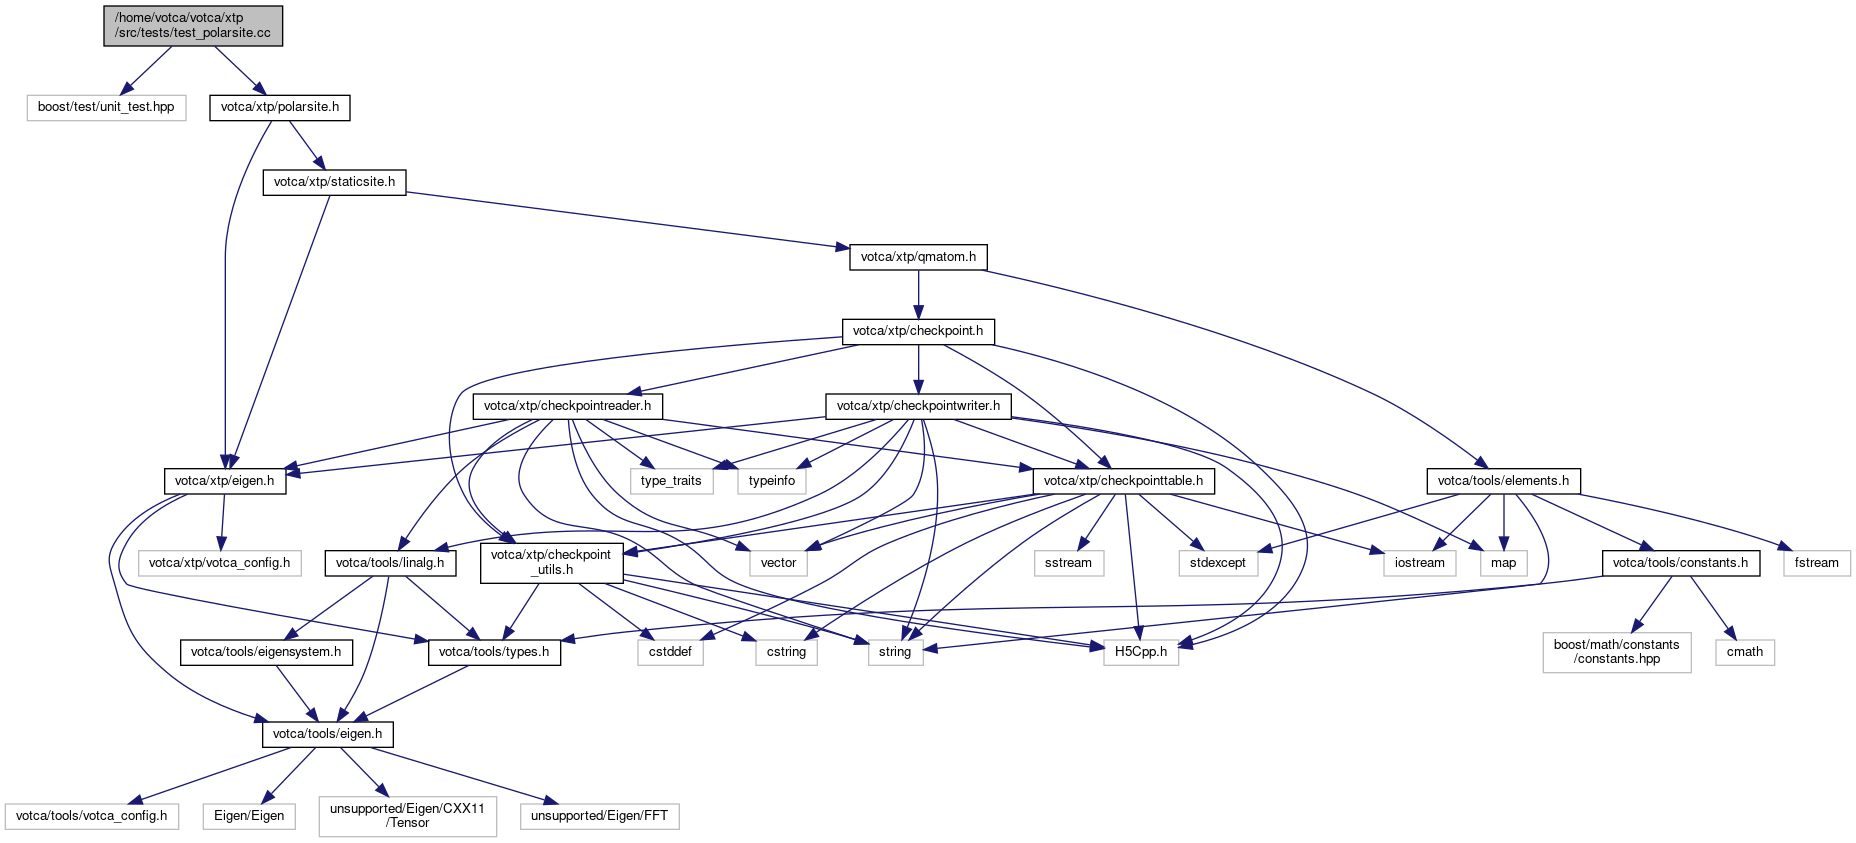 /home/votca/votca/xtp
/src/tests/test_polarsite.cc
boost/test/unit_test.hpp
votca/xtp/polarsite.h
votca/xtp/staticsite.h
votca/xtp/qmatom.h
votca/xtp/checkpoint.h
votca/xtp/checkpointreader.h
votca/xtp/checkpointwriter.h
votca/xtp/eigen.h
type_traits
typeinfo
votca/xtp/checkpointtable.h
votca/tools/elements.h
votca/xtp/votca_config.h
votca/tools/linalg.h
votca/xtp/checkpoint
_utils.h
vector
sstream
stdexcept
iostream
map
votca/tools/constants.h
fstream
votca/tools/eigensystem.h
votca/tools/types.h
cstddef
cstring
string
H5Cpp.h
boost/math/constants
/constants.hpp
cmath
votca/tools/eigen.h
votca/tools/votca_config.h
Eigen/Eigen
unsupported/Eigen/CXX11
/Tensor
unsupported/Eigen/FFT